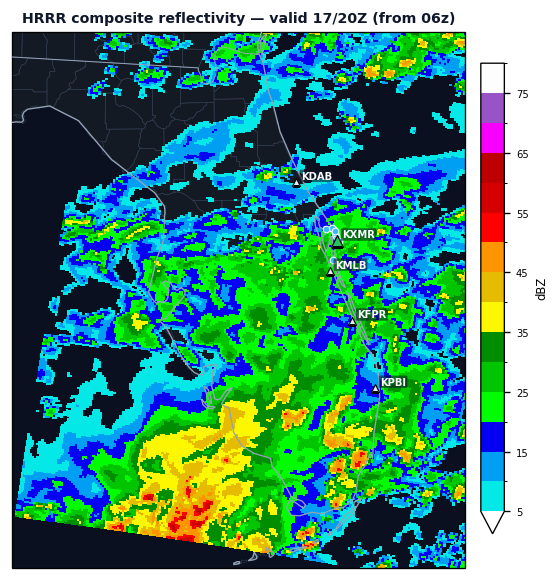 HRRR composite reflectivity — valid 17/20Z (from 06z)
KDAB
KXMR
KMLB
KFPR
KPBI
75
65
55
45
35
25
15
5
dBZ